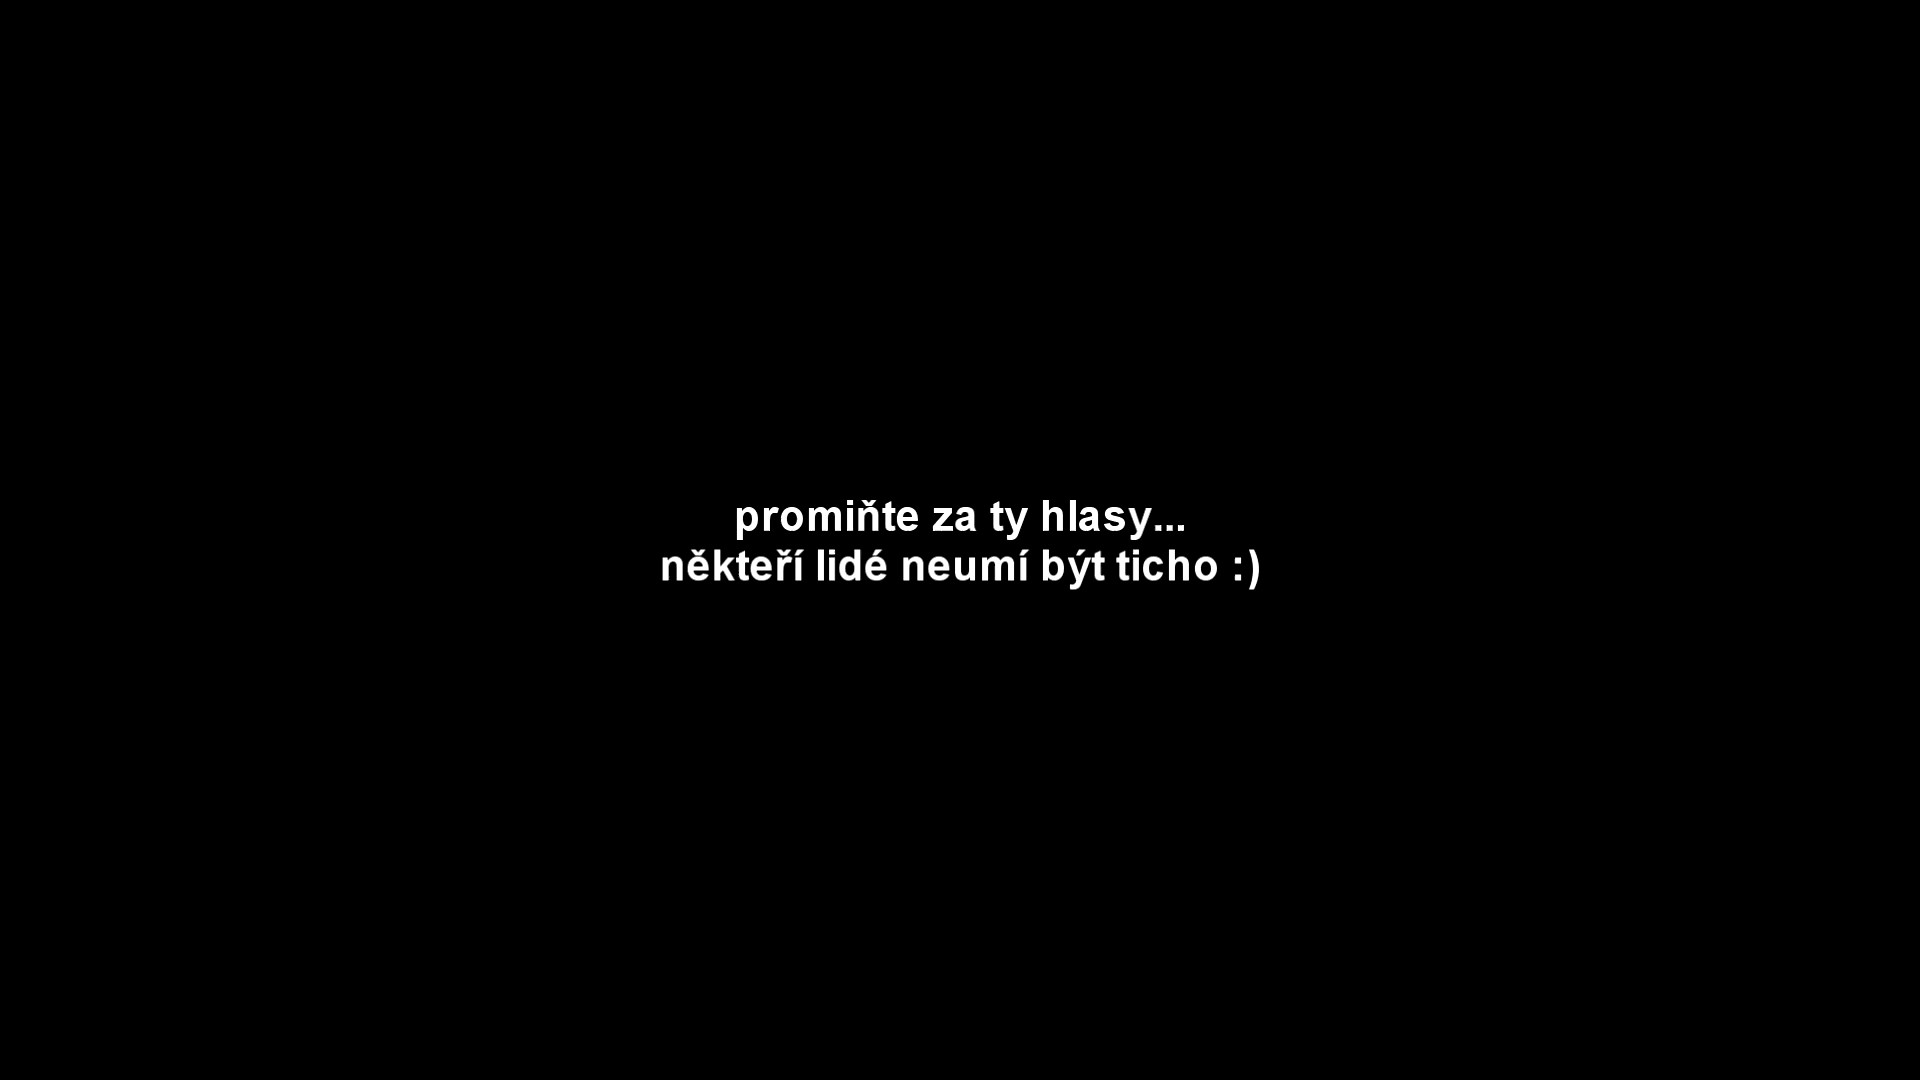 promiňte za ty hlasy...
někteří lidé neumí být ticho :)